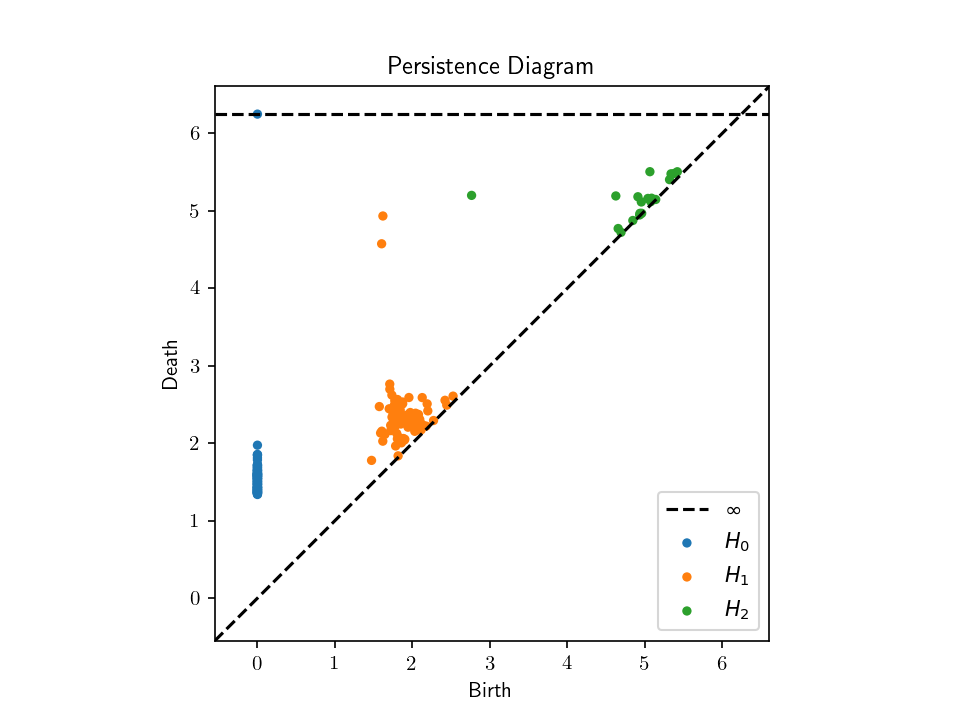 Persistence Diagram
Death
6
5
4
3
2
1
0
0 1 2 3 4 5 6
Birth
∞
H₀
H₁
H₂